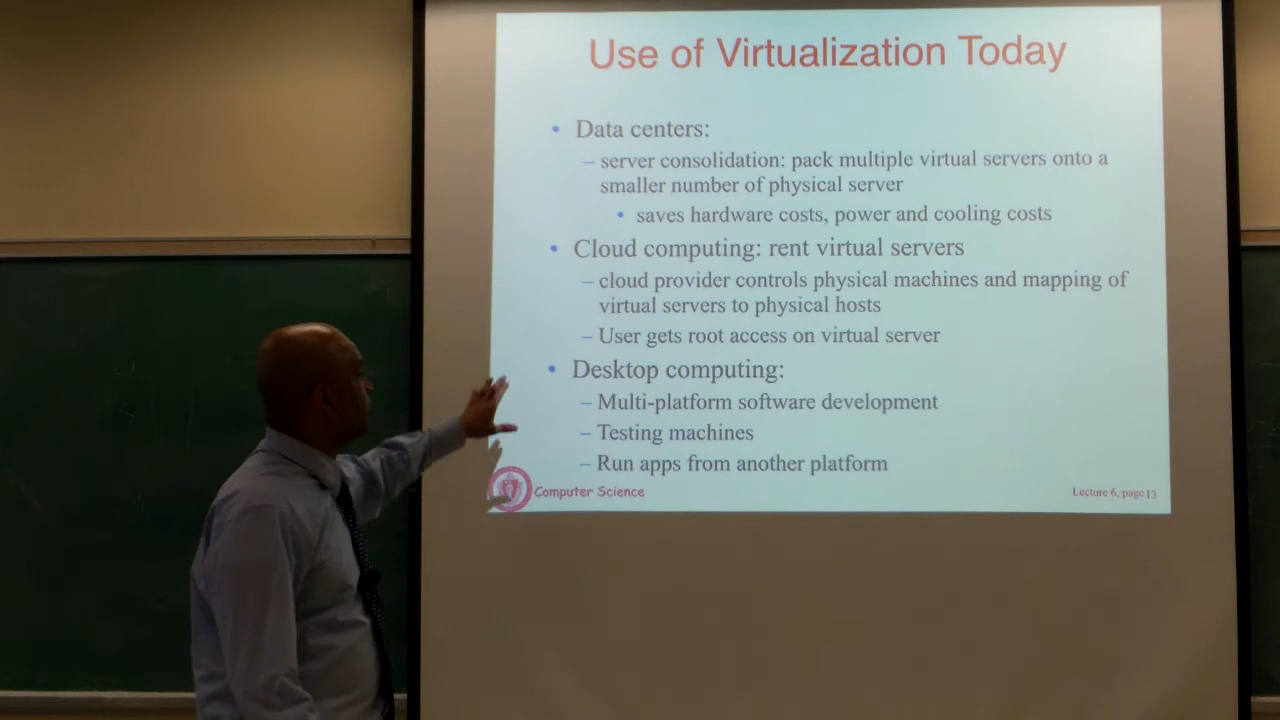 Use of Virtualization Today
• Data centers:
– server consolidation: pack multiple virtual servers onto a
smaller number of physical server
• saves hardware costs, power and cooling costs
• Cloud computing: rent virtual servers
– cloud provider controls physical machines and mapping of
virtual servers to physical hosts
– User gets root access on virtual server
• Desktop computing:
– Multi-platform software development
– Testing machines
– Run apps from another platform
Computer Science
Lecture 6, page 13